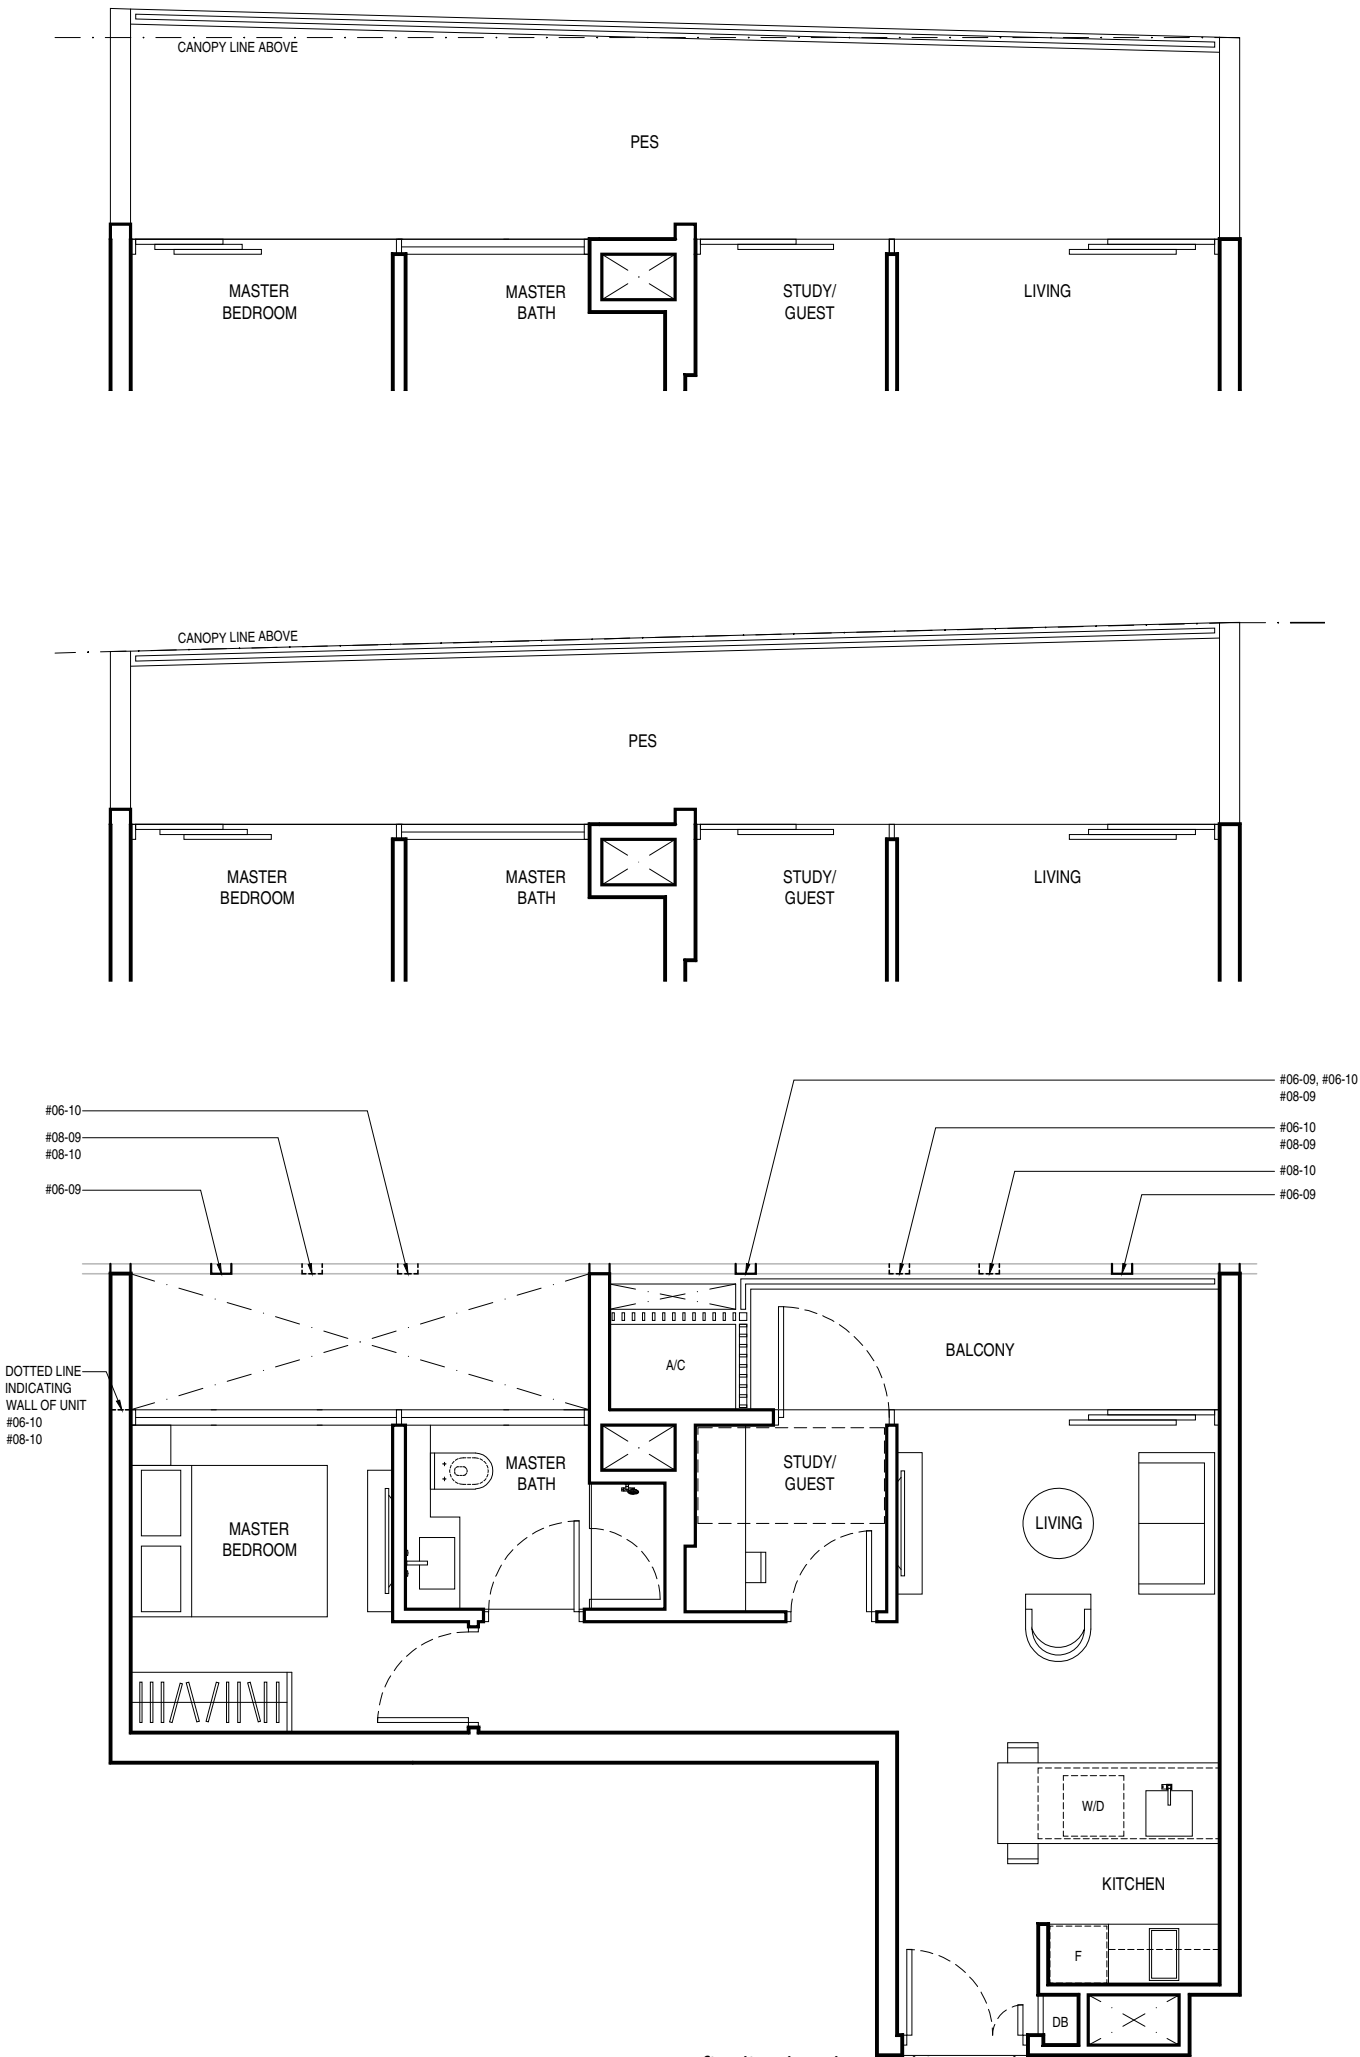 CANOPY LINE ABOVE
PES
MASTER
BEDROOM
MASTER
BATH
STUDY/
GUEST
LIVING
CANOPY LINE ABOVE
PES
MASTER
BEDROOM
MASTER
BATH
STUDY/
GUEST
LIVING
#06-10
#08-09
#08-10
#06-09
#06-09, #06-10
#08-09
#06-10
#08-09
#08-10
#06-09
DOTTED LINE
INDICATING
WALL OF UNIT
#06-10
#08-10
A/C
BALCONY
MASTER
BEDROOM
MASTER
BATH
STUDY/
GUEST
LIVING
W/D
KITCHEN
F
DB